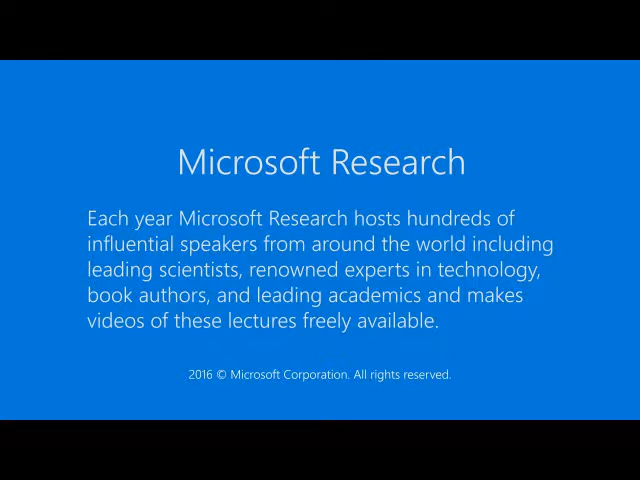 Microsoft Research
Each year Microsoft Research hosts hundreds of
influential speakers from around the world including
leading scientists, renowned experts in technology,
book authors, and leading academics and makes
videos of these lectures freely available.
2016 © Microsoft Corporation. All rights reserved.